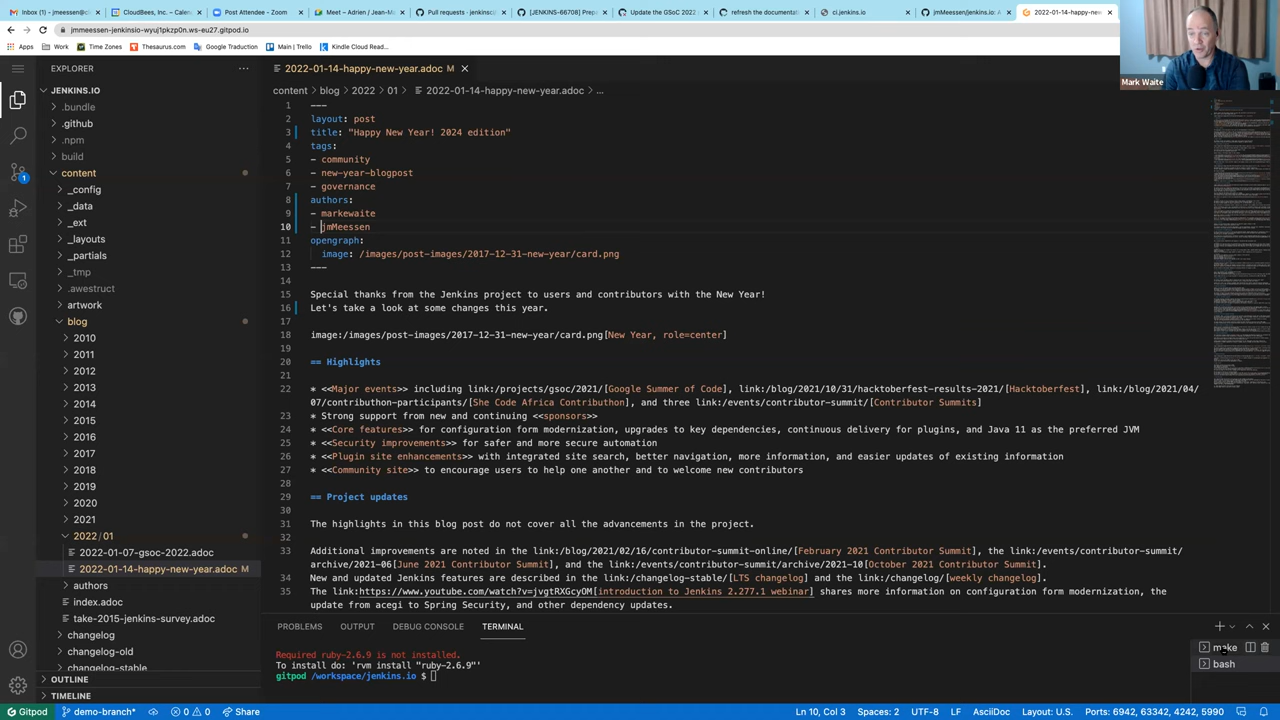 Inbox (1) - jmeessen
CloudBees, Inc. - Calen
Post Attendee - Zoom
Meet – Adrien / Jean-M
Pull requests · jenkinsci
[JENKINS-66708] Prep
Update the GSoC 2022
refresh the documentat
ci.jenkins.io
jmMeessen/jenkins.io: A
2022-01-14-happy-new
jmmeessen-jenkinsio-wyuj1pkzp0n.ws-eu27.gitpod.io
Apps
Work
Time Zones
Thesaurus.com
Google Traduction
Main | Trello
Kindle Cloud Read...
Mark Waite
EXPLORER
JENKINS.IO
.bundle
.github
.npm
build
content
_config
_data
_ext
_layouts
_partials
_tmp
.awestruct
artwork
blog
2010
2011
2012
2013
2014
2015
2016
2017
2018
2019
2020
2021
2022/01
2022-01-07-gsoc-2022.adoc
2022-01-14-happy-new-year.adoc M
authors
index.adoc
take-2015-jenkins-survey.adoc
changelog
changelog-old
changelog-stable
OUTLINE
TIMELINE
2022-01-14-happy-new-year.adoc M
content > blog > 2022 > 01 > 2022-01-14-happy-new-year.adoc > ...
1 ---
2 layout: post
3 title: "Happy New Year! 2024 edition"
4 tags:
5 - community
6 - new-year-blogpost
7 - governance
8 authors:
9 - markewaite
10 - jmMeessen
11 opengraph:
12 image: /images/post-images/2017-12-31-new-year/card.png
13 ---
14
15 Special thanks from the Jenkins project officers and contributors with the New Year!
16 Let's take a look at some changes this year.
17
18 image:/images/post-images/2017-12-31-new-year/card.png[New Year, role=center]
19
20 == Highlights
21
22 * <<Major events>> including link:/projects/gsoc/2021/[Google Summer of Code], link:/blog/2021/10/31/hacktoberfest-results-2021/[Hacktoberfest], link:/blog/2021/04/
07/contributhon-participants/[She Code Africa Contributhon], and three link:/events/contributor-summit/[Contributor Summits]
23 * Strong support from new and continuing <<sponsors>>
24 * <<Core features>> for configuration form modernization, upgrades to key dependencies, continuous delivery for plugins, and Java 11 as the preferred JVM
25 * <<Security improvements>> for safer and more secure automation
26 * <<Plugin site enhancements>> with integrated site search, better navigation, more information, and easier updates of existing information
27 * <<Community site>> to encourage users to help one another and to welcome new contributors
28
29 == Project updates
30
31 The highlights in this blog post do not cover all the advancements in the project.
32
33 Additional improvements are noted in the link:/blog/2021/02/16/contributor-summit-online/[February 2021 Contributor Summit], the link:/events/contributor-summit/
archive/2021-06[June 2021 Contributor Summit], and the link:/events/contributor-summit/archive/2021-10[October 2021 Contributor Summit].
34 New and updated Jenkins features are described in the link:/changelog-stable/[LTS changelog] and the link:/changelog/[weekly changelog].
35 The link:https://www.youtube.com/watch?v=jvgtRXGcyOM[introduction to Jenkins 2.277.1 webinar] shares more information on configuration form modernization, the
update from acegi to Spring Security, and other dependency updates.
PROBLEMS
OUTPUT
DEBUG CONSOLE
TERMINAL
Required ruby-2.6.9 is not installed.
To install do: 'rvm install "ruby-2.6.9"'
gitpod /workspace/jenkins.io $
make
bash
Gitpod
demo-branch*
0 0
Share
Ln 10, Col 3
Spaces: 2
UTF-8
LF
AsciiDoc
Layout: U.S.
Ports: 6942, 63342, 4242, 5990